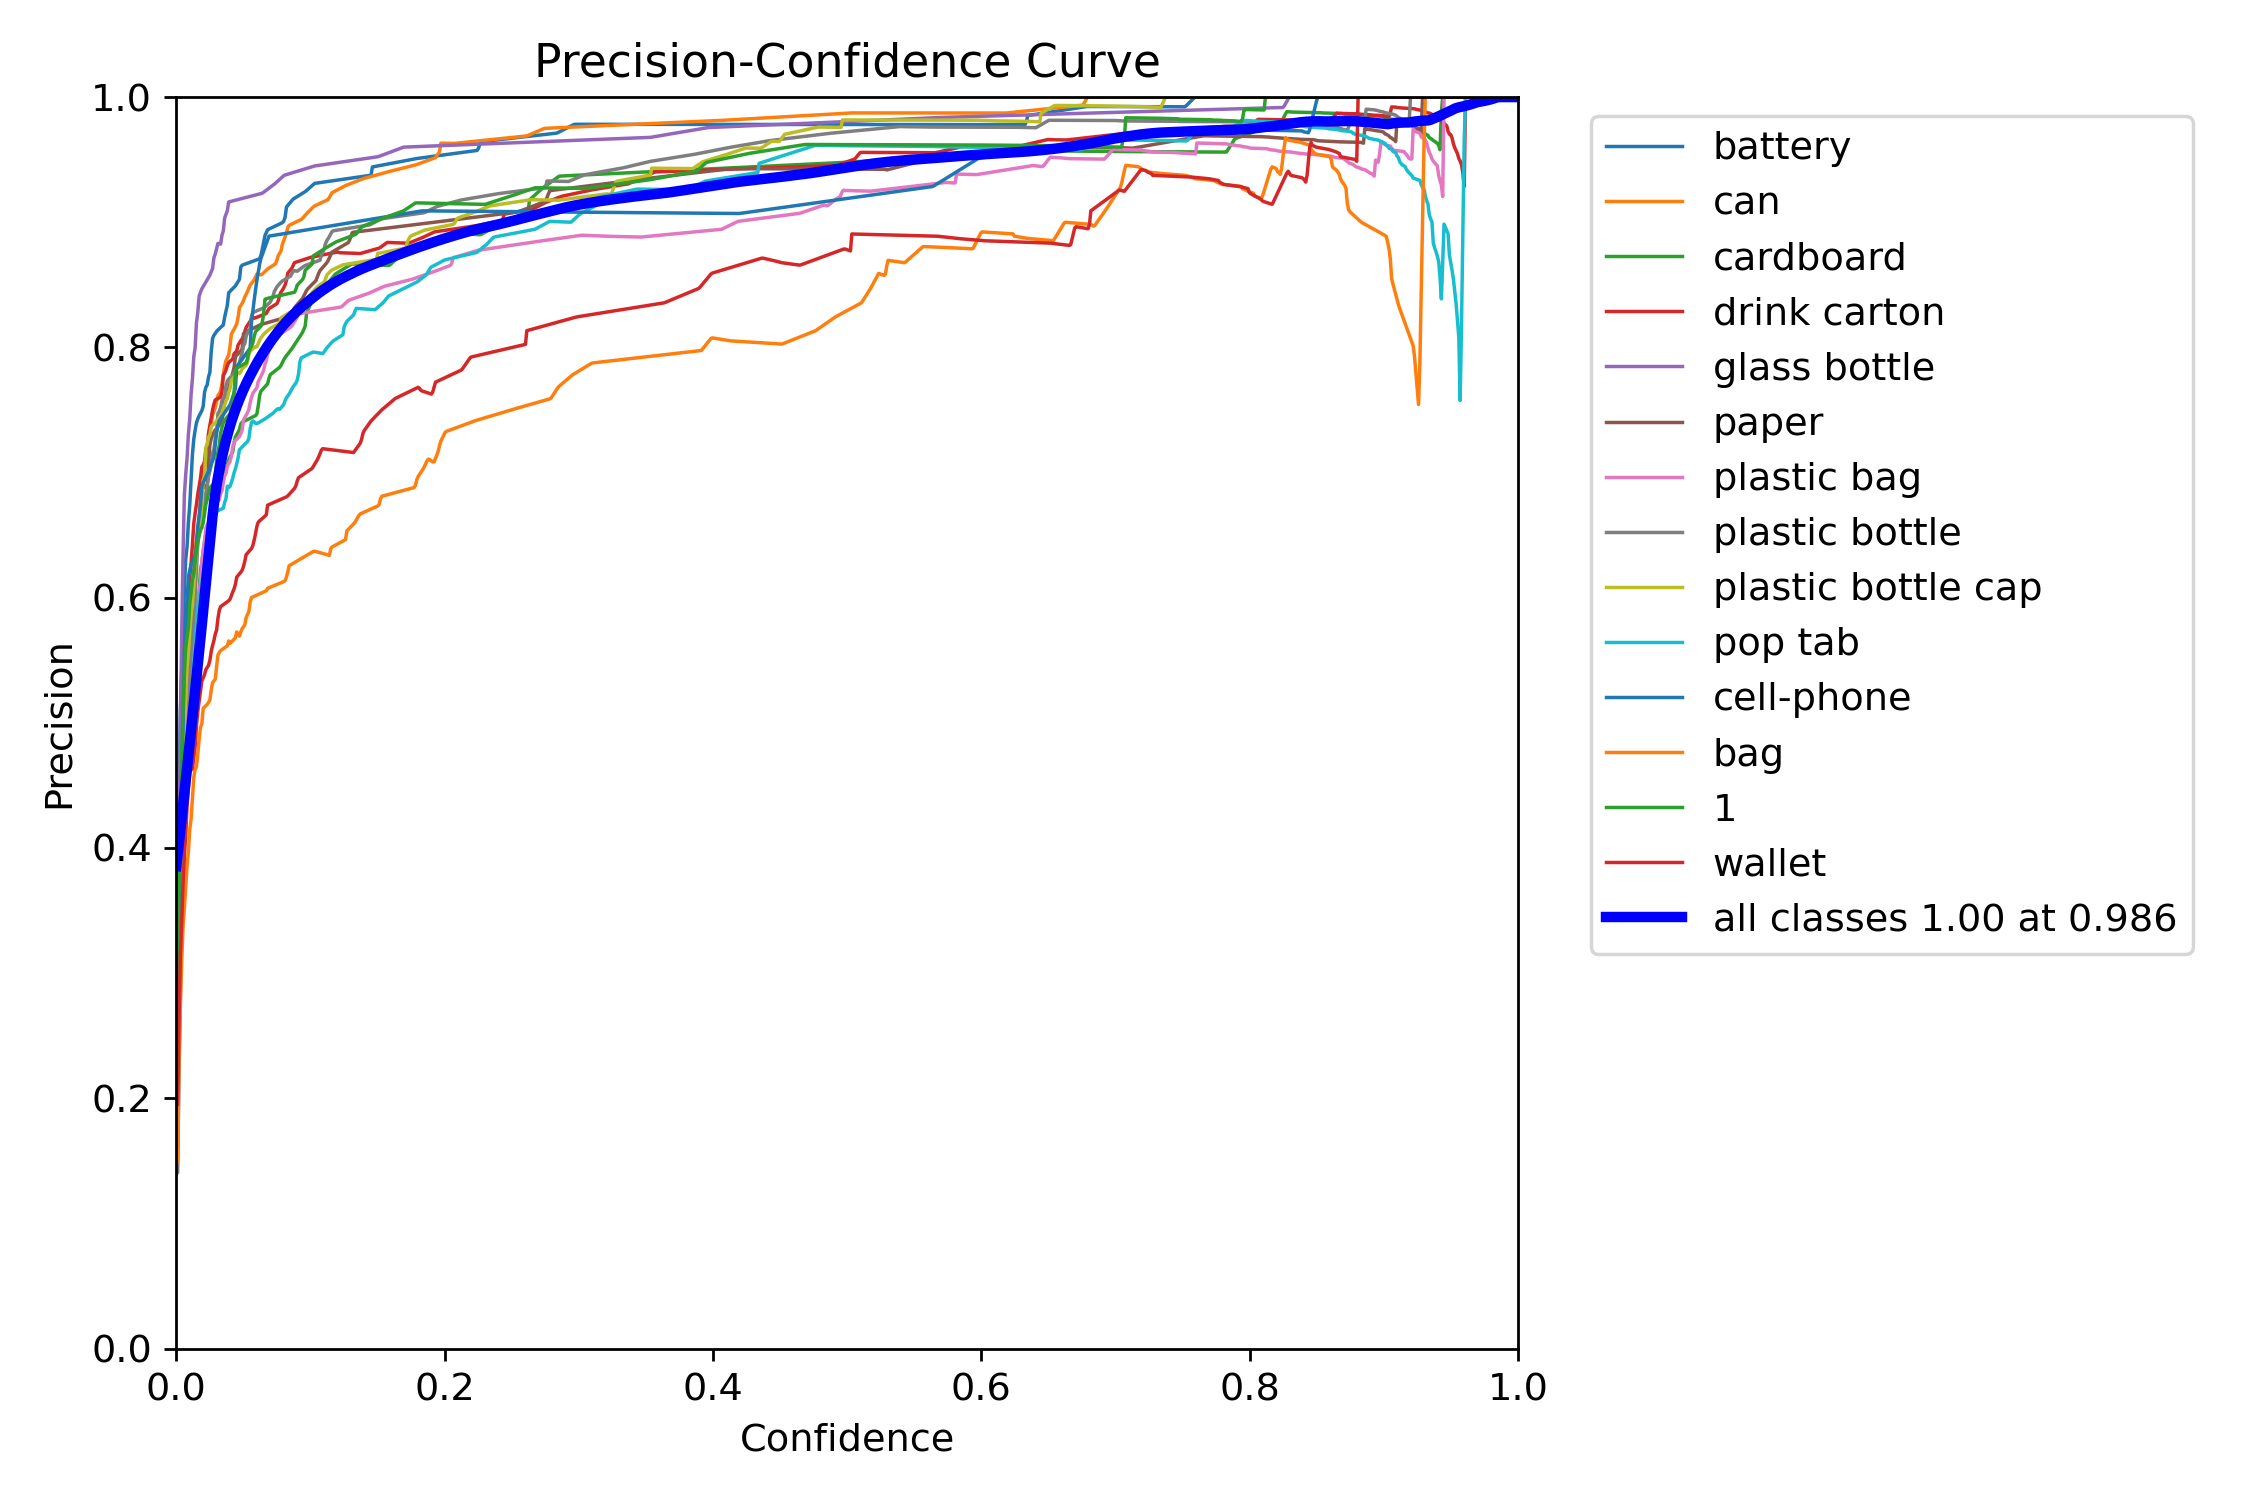 Precision-Confidence Curve
1.0
0.8
0.6
0.4
0.2
0.0
Precision
0.0 0.2 0.4 0.6 0.8 1.0
Confidence
battery
can
cardboard
drink carton
glass bottle
paper
plastic bag
plastic bottle
plastic bottle cap
pop tab
cell-phone
bag
1
wallet
all classes 1.00 at 0.986